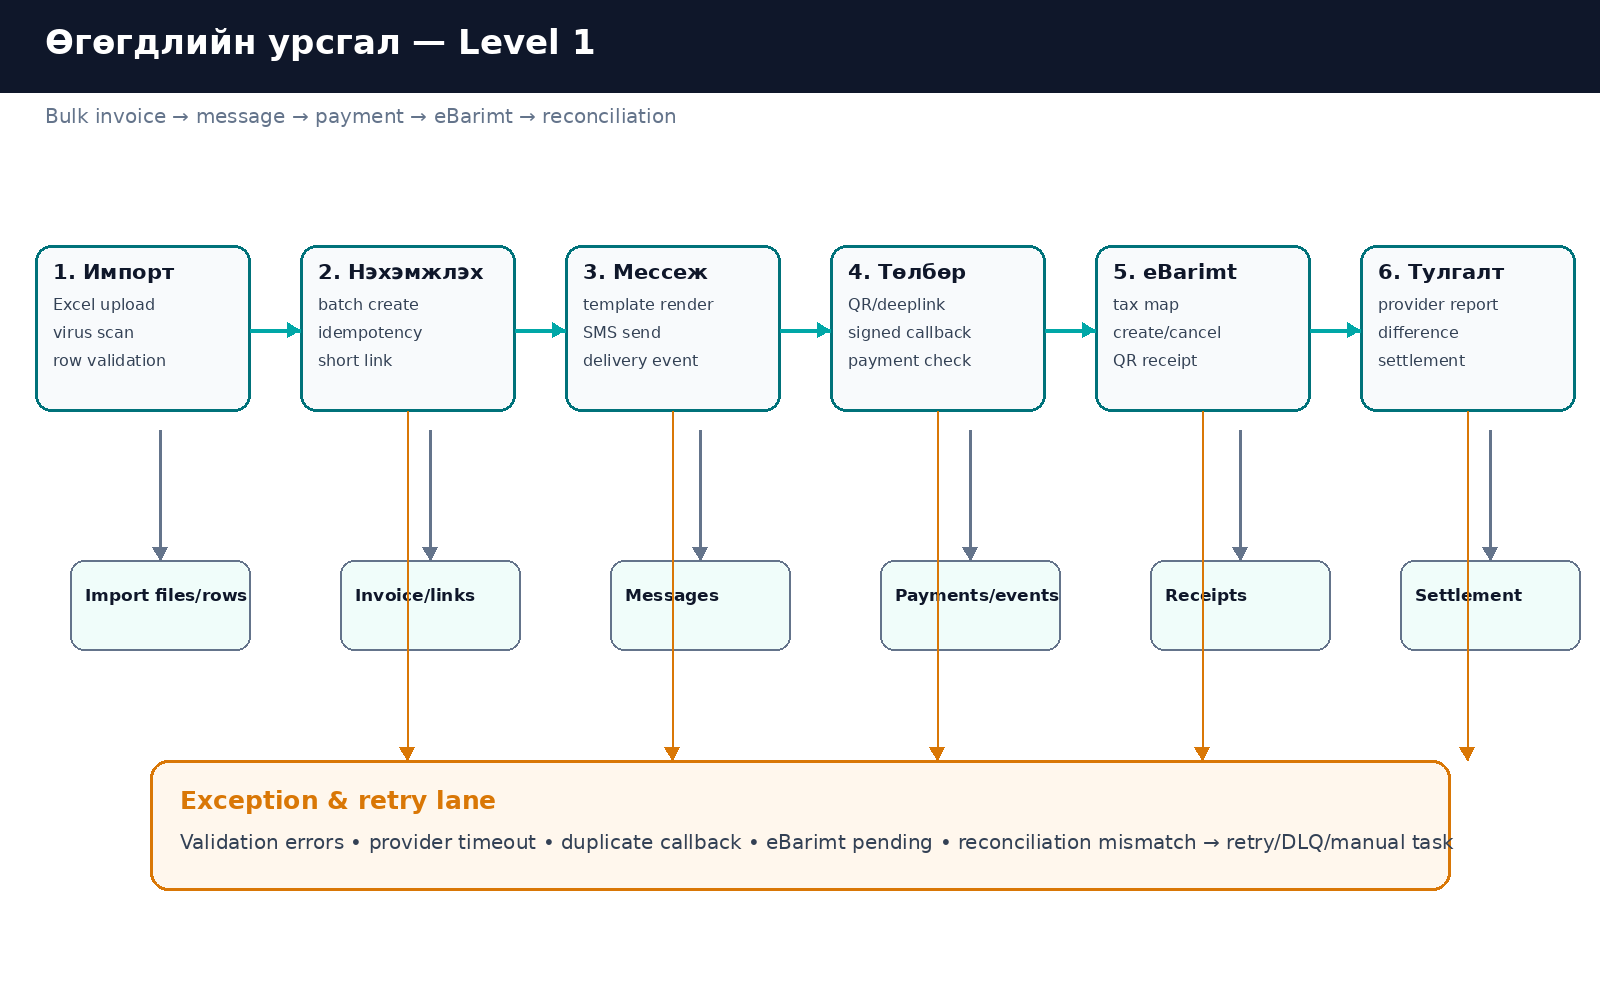 Өгөгдлийн урсгал — Level 1
Bulk invoice → message → payment → eBarimt → reconciliation
1. Импорт
Excel upload
virus scan
row validation
2. Нэхэмжлэх
batch create
idempotency
short link
3. Мессеж
template render
SMS send
delivery event
4. Төлбөр
QR/deeplink
signed callback
payment check
5. eBarimt
tax map
create/cancel
QR receipt
6. Тулгалт
provider report
difference
settlement
Import files/rows
Invoice/links
Messages
Payments/events
Receipts
Settlement
Exception & retry lane
Validation errors • provider timeout • duplicate callback • eBarimt pending • reconciliation mismatch → retry/DLQ/manual task